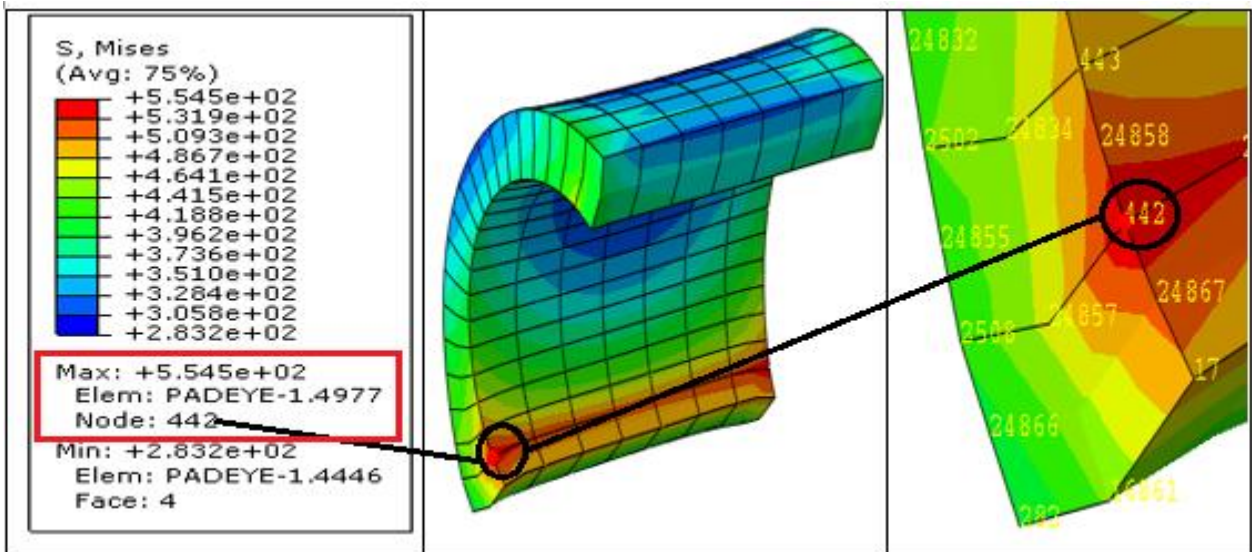 S, Mises
(Avg: 75%)
+5.545e+02
+5.319e+02
+5.093e+02
+4.867e+02
+4.641e+02
+4.415e+02
+4.188e+02
+3.962e+02
+3.736e+02
+3.510e+02
+3.284e+02
+3.058e+02
+2.832e+02
Max: +5.545e+02
Elem: PADEYE-1.4977
Node: 442
Min: +2.832e+02
Elem: PADEYE-1.4446
Face: 4
24832
443
2502
24834
24858
442
24855
24867
2508
24857
17
24866
283